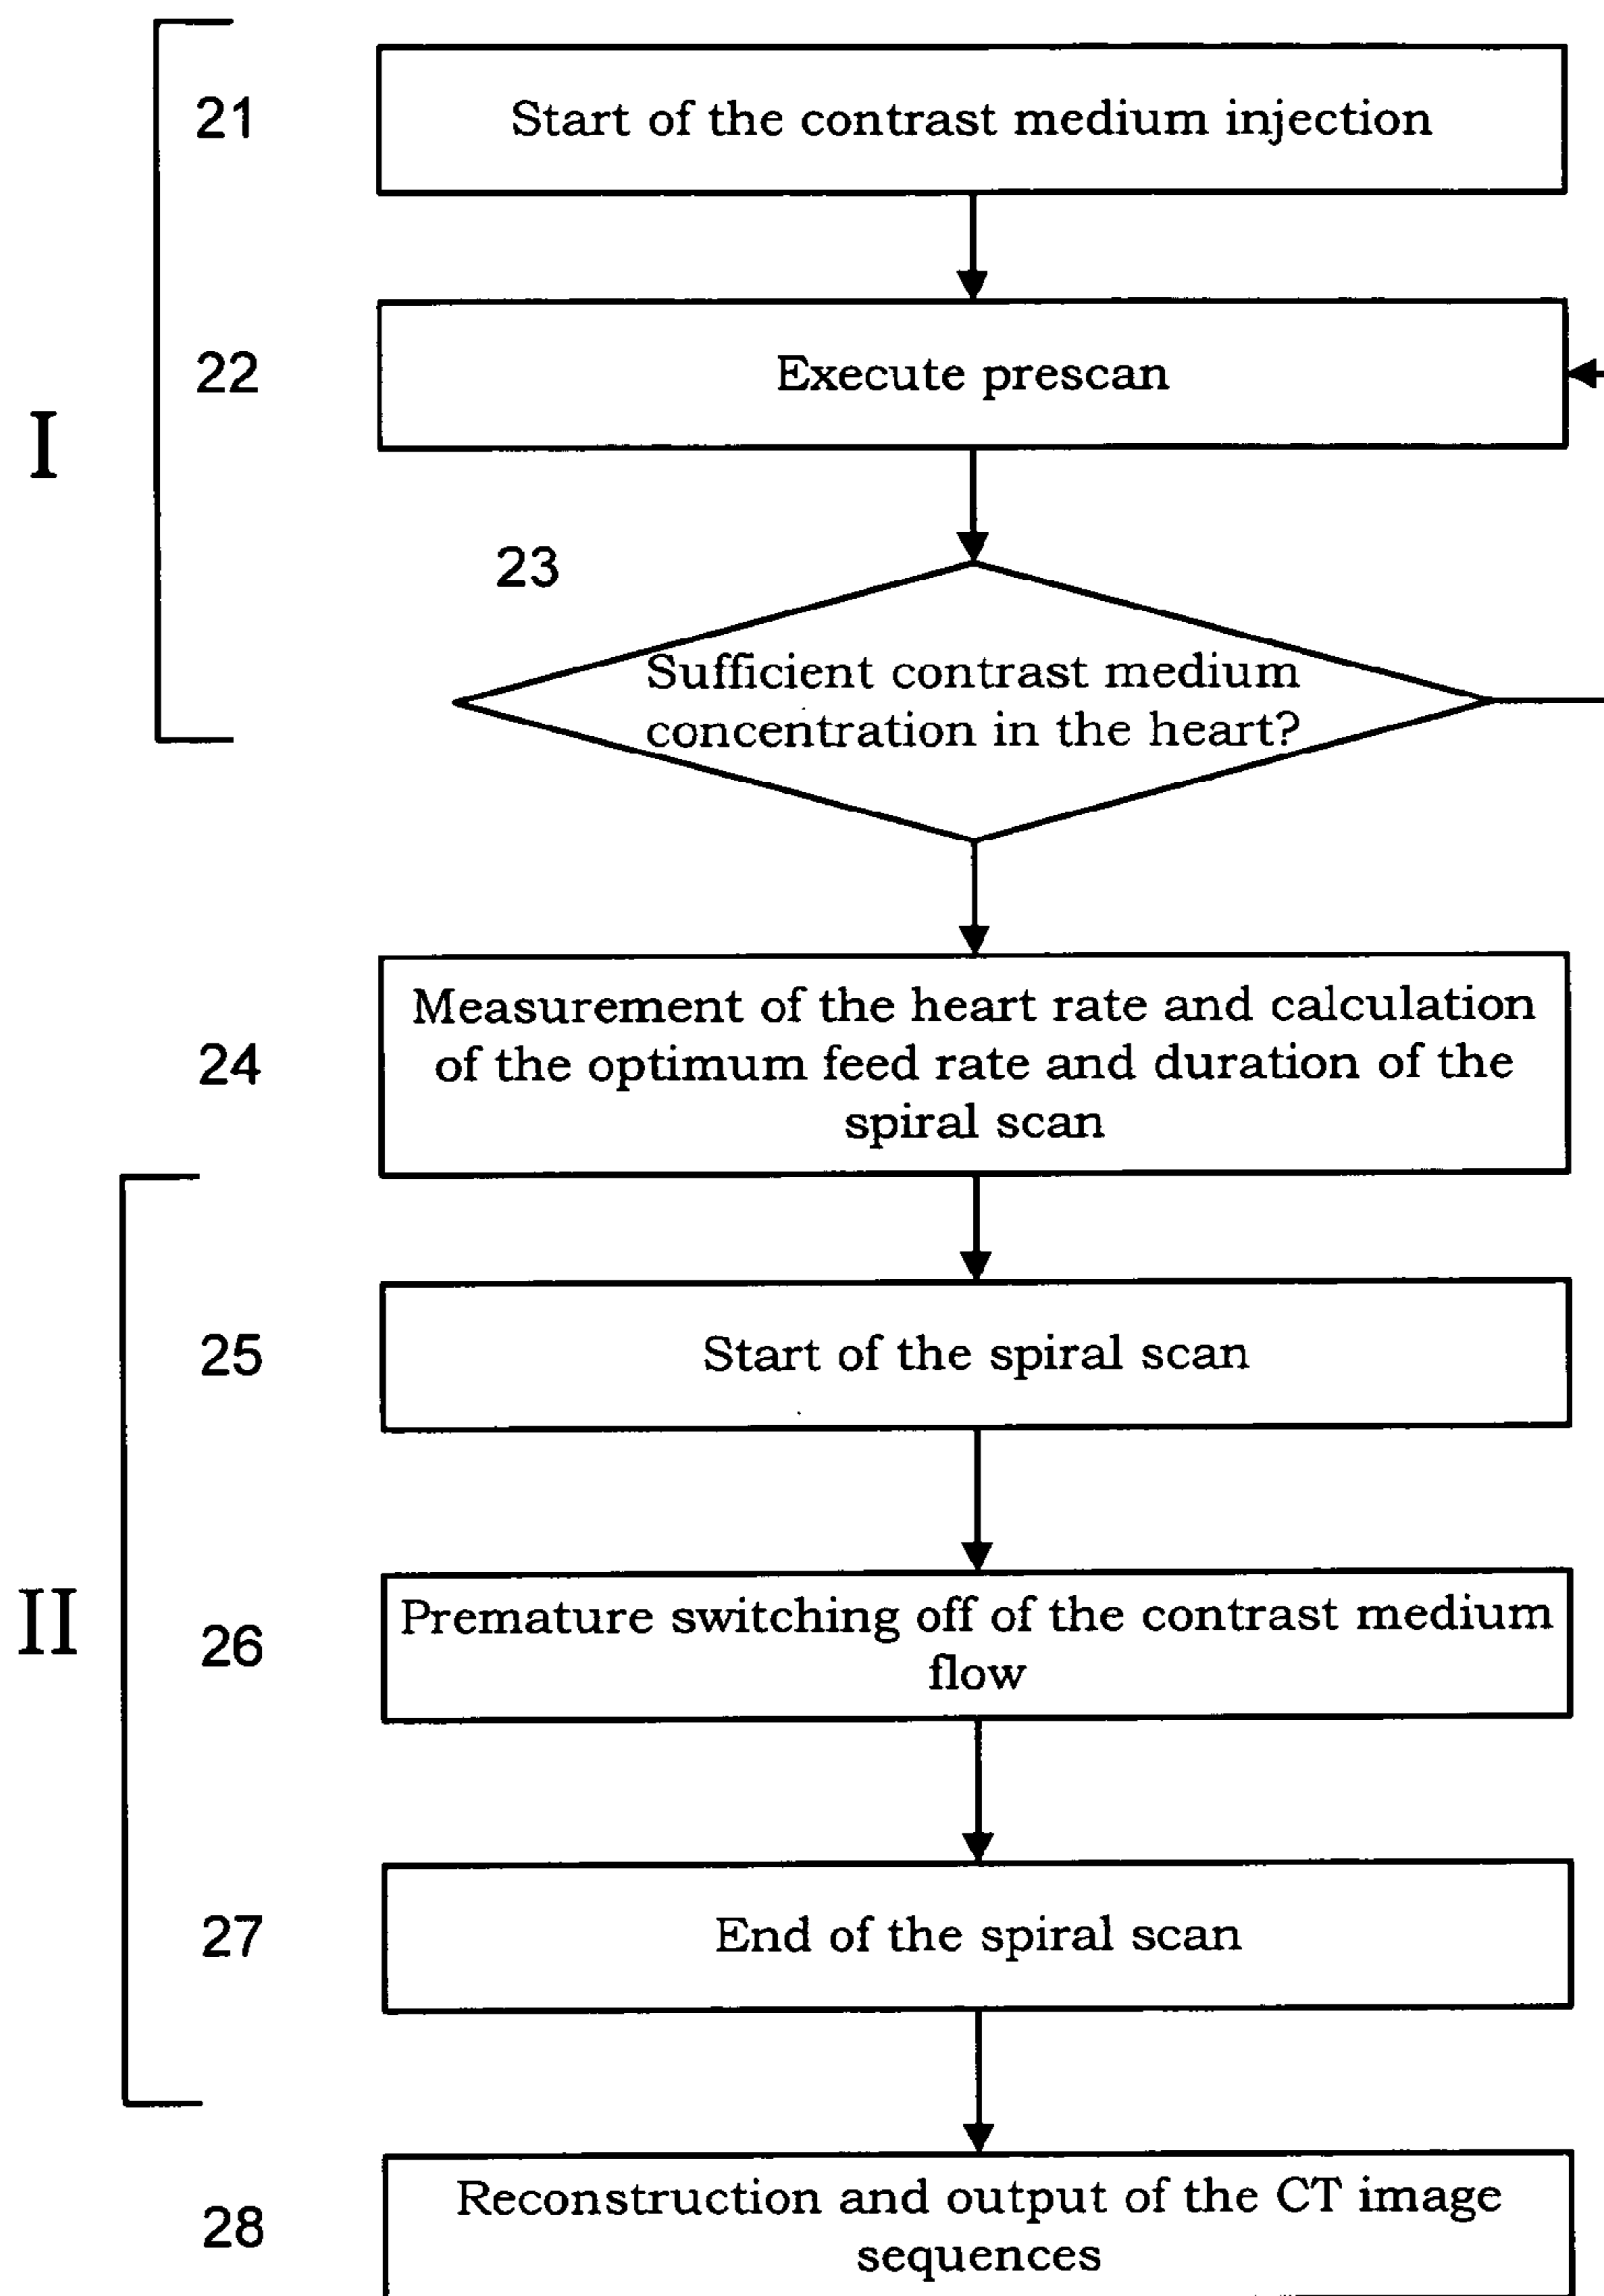 21
Start of the contrast medium injection
22
Execute prescan
I
23
Sufficient contrast medium
concentration in the heart?
24
Measurement of the heart rate and calculation
of the optimum feed rate and duration of the
spiral scan
25
Start of the spiral scan
II
26
Premature switching off of the contrast medium
flow
27
End of the spiral scan
28
Reconstruction and output of the CT image
sequences